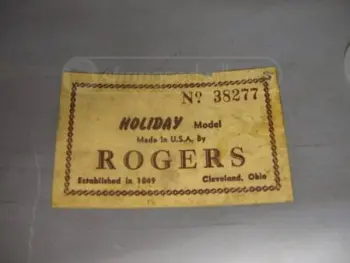 Nº 38277
HOLIDAY Model
Made in U.S.A. by
ROGERS
Established in 1849 Cleveland, Ohio